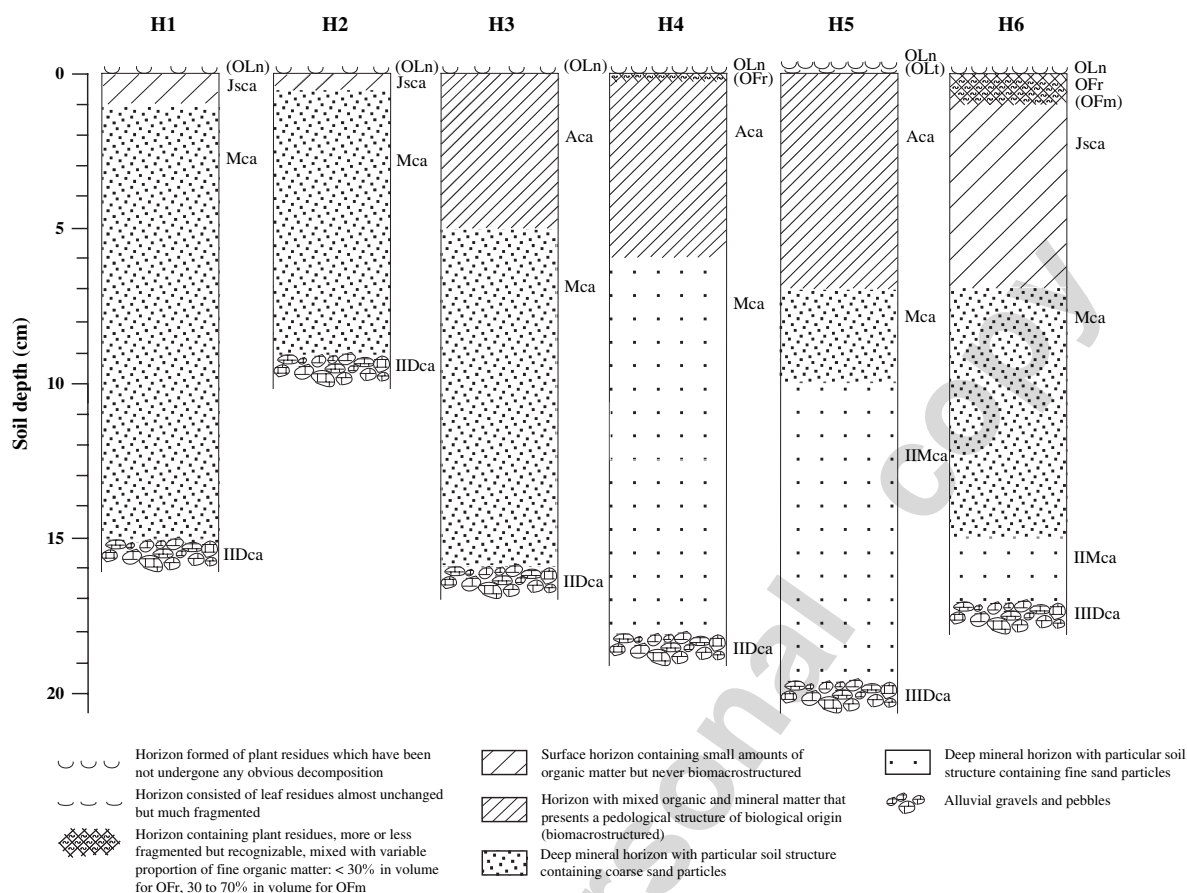 H1 H2 H3 H4 H5 H6
(OLn) (OLn) (OLn) OLn OLn OLn
(OFr) (OLt) OFr
(OFm)
Jsca Jsca Aca Aca Aca Jsca
Mca Mca Mca Mca Mca Mca
IIMca IIMca
IIDca IIDca IIDca IIDca IIIDca IIIDca
0
5
10
15
20
Soil depth (cm)
Horizon formed of plant residues which have been
not undergone any obvious decomposition
Horizon consisted of leaf residues almost unchanged
but much fragmented
Horizon containing plant residues, more or less
fragmented but recognizable, mixed with variable
proportion of fine organic matter: < 30% in volume
for OFr, 30 to 70% in volume for OFm
Surface horizon containing small amounts of
organic matter but never biomacrostructured
Horizon with mixed organic and mineral matter that
presents a pedological structure of biological origin
(biomacrostructured)
Deep mineral horizon with particular soil structure
containing coarse sand particles
Deep mineral horizon with particular soil
structure containing fine sand particles
Alluvial gravels and pebbles
rsonal copy